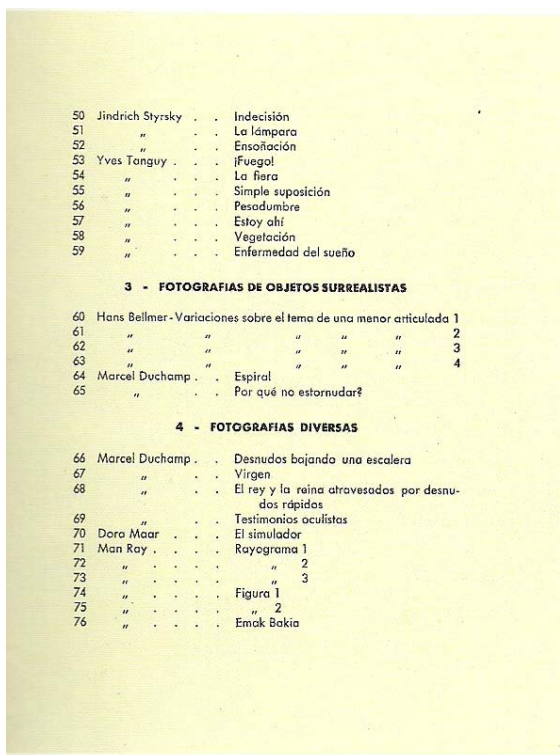 50 Jindrich Styrsky . . Indecisión
51 „ . . La lámpara
52 „ . . Ensoñación
53 Yves Tanguy . . . ¡Fuego!
54 „ . . . La fiera
55 „ . . . Simple suposición
56 „ . . . Pesadumbre
57 „ . . . Estoy ahí
58 „ . . . Vegetación
59 „ . . . Enfermedad del sueño
3 - FOTOGRAFIAS DE OBJETOS SURREALISTAS
60 Hans Bellmer - Variaciones sobre el tema de una menor articulada 1
61 „ „ „ „ „ 2
62 „ „ „ „ „ 3
63 „ „ „ „ „ 4
64 Marcel Duchamp . . Espiral
65 „ . . Por qué no estornudar?
4 - FOTOGRAFIAS DIVERSAS
66 Marcel Duchamp . . Desnudos bajando una escalera
67 „ . . Virgen
68 „ . . El rey y la reina atravesados por desnu-
dos rápidos
69 „ . . Testimonios oculistas
70 Dora Maar . . . . El simulador
71 Man Ray . . . . . Rayograma 1
72 „ . . . . „ 2
73 „ . . . . „ 3
74 „ . . . . Figura 1
75 „ . . . . „ 2
76 „ . . . . Emak Bakia